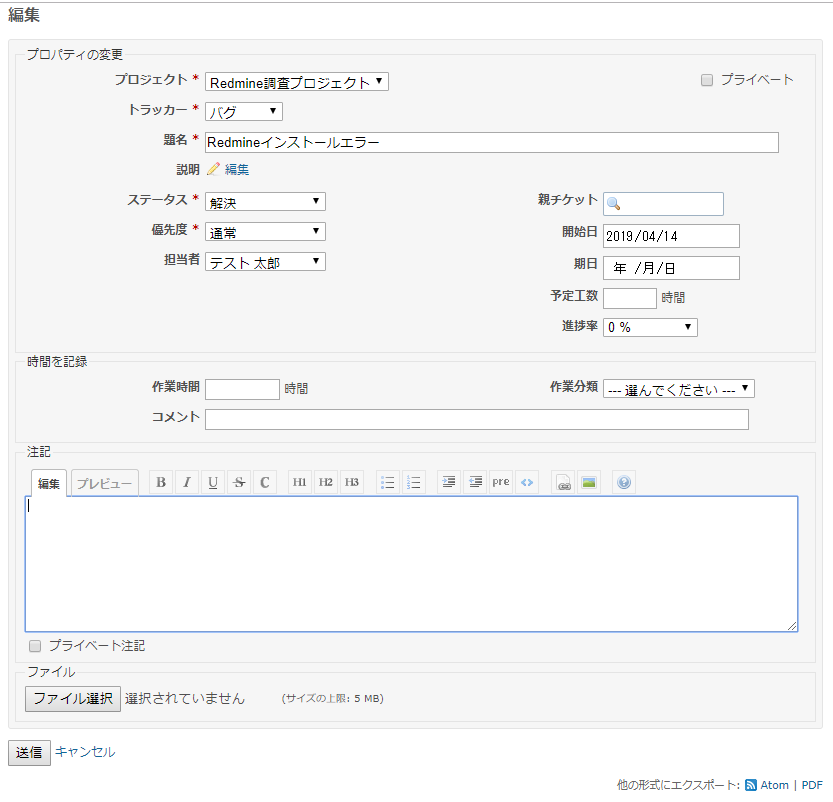 編集
プロパティの変更
プロジェクト * Redmine調査プロジェクト プライベート
トラッカー * バグ
題名 * Redmineインストールエラー
説明 編集
ステータス * 解決 親チケット
優先度 * 通常 開始日 2019/04/14
担当者 テスト 太郎 期日 年 /月/日
予定工数 時間
進捗率 0 %
時間を記録
作業時間 時間 作業分類 --- 選んでください ---
コメント
注記
編集 プレビュー B I U S C H1 H2 H3 pre <>
プライベート注記
ファイル
ファイル選択 選択されていません (サイズの上限: 5 MB)
送信 キャンセル
他の形式にエクスポート: Atom | PDF